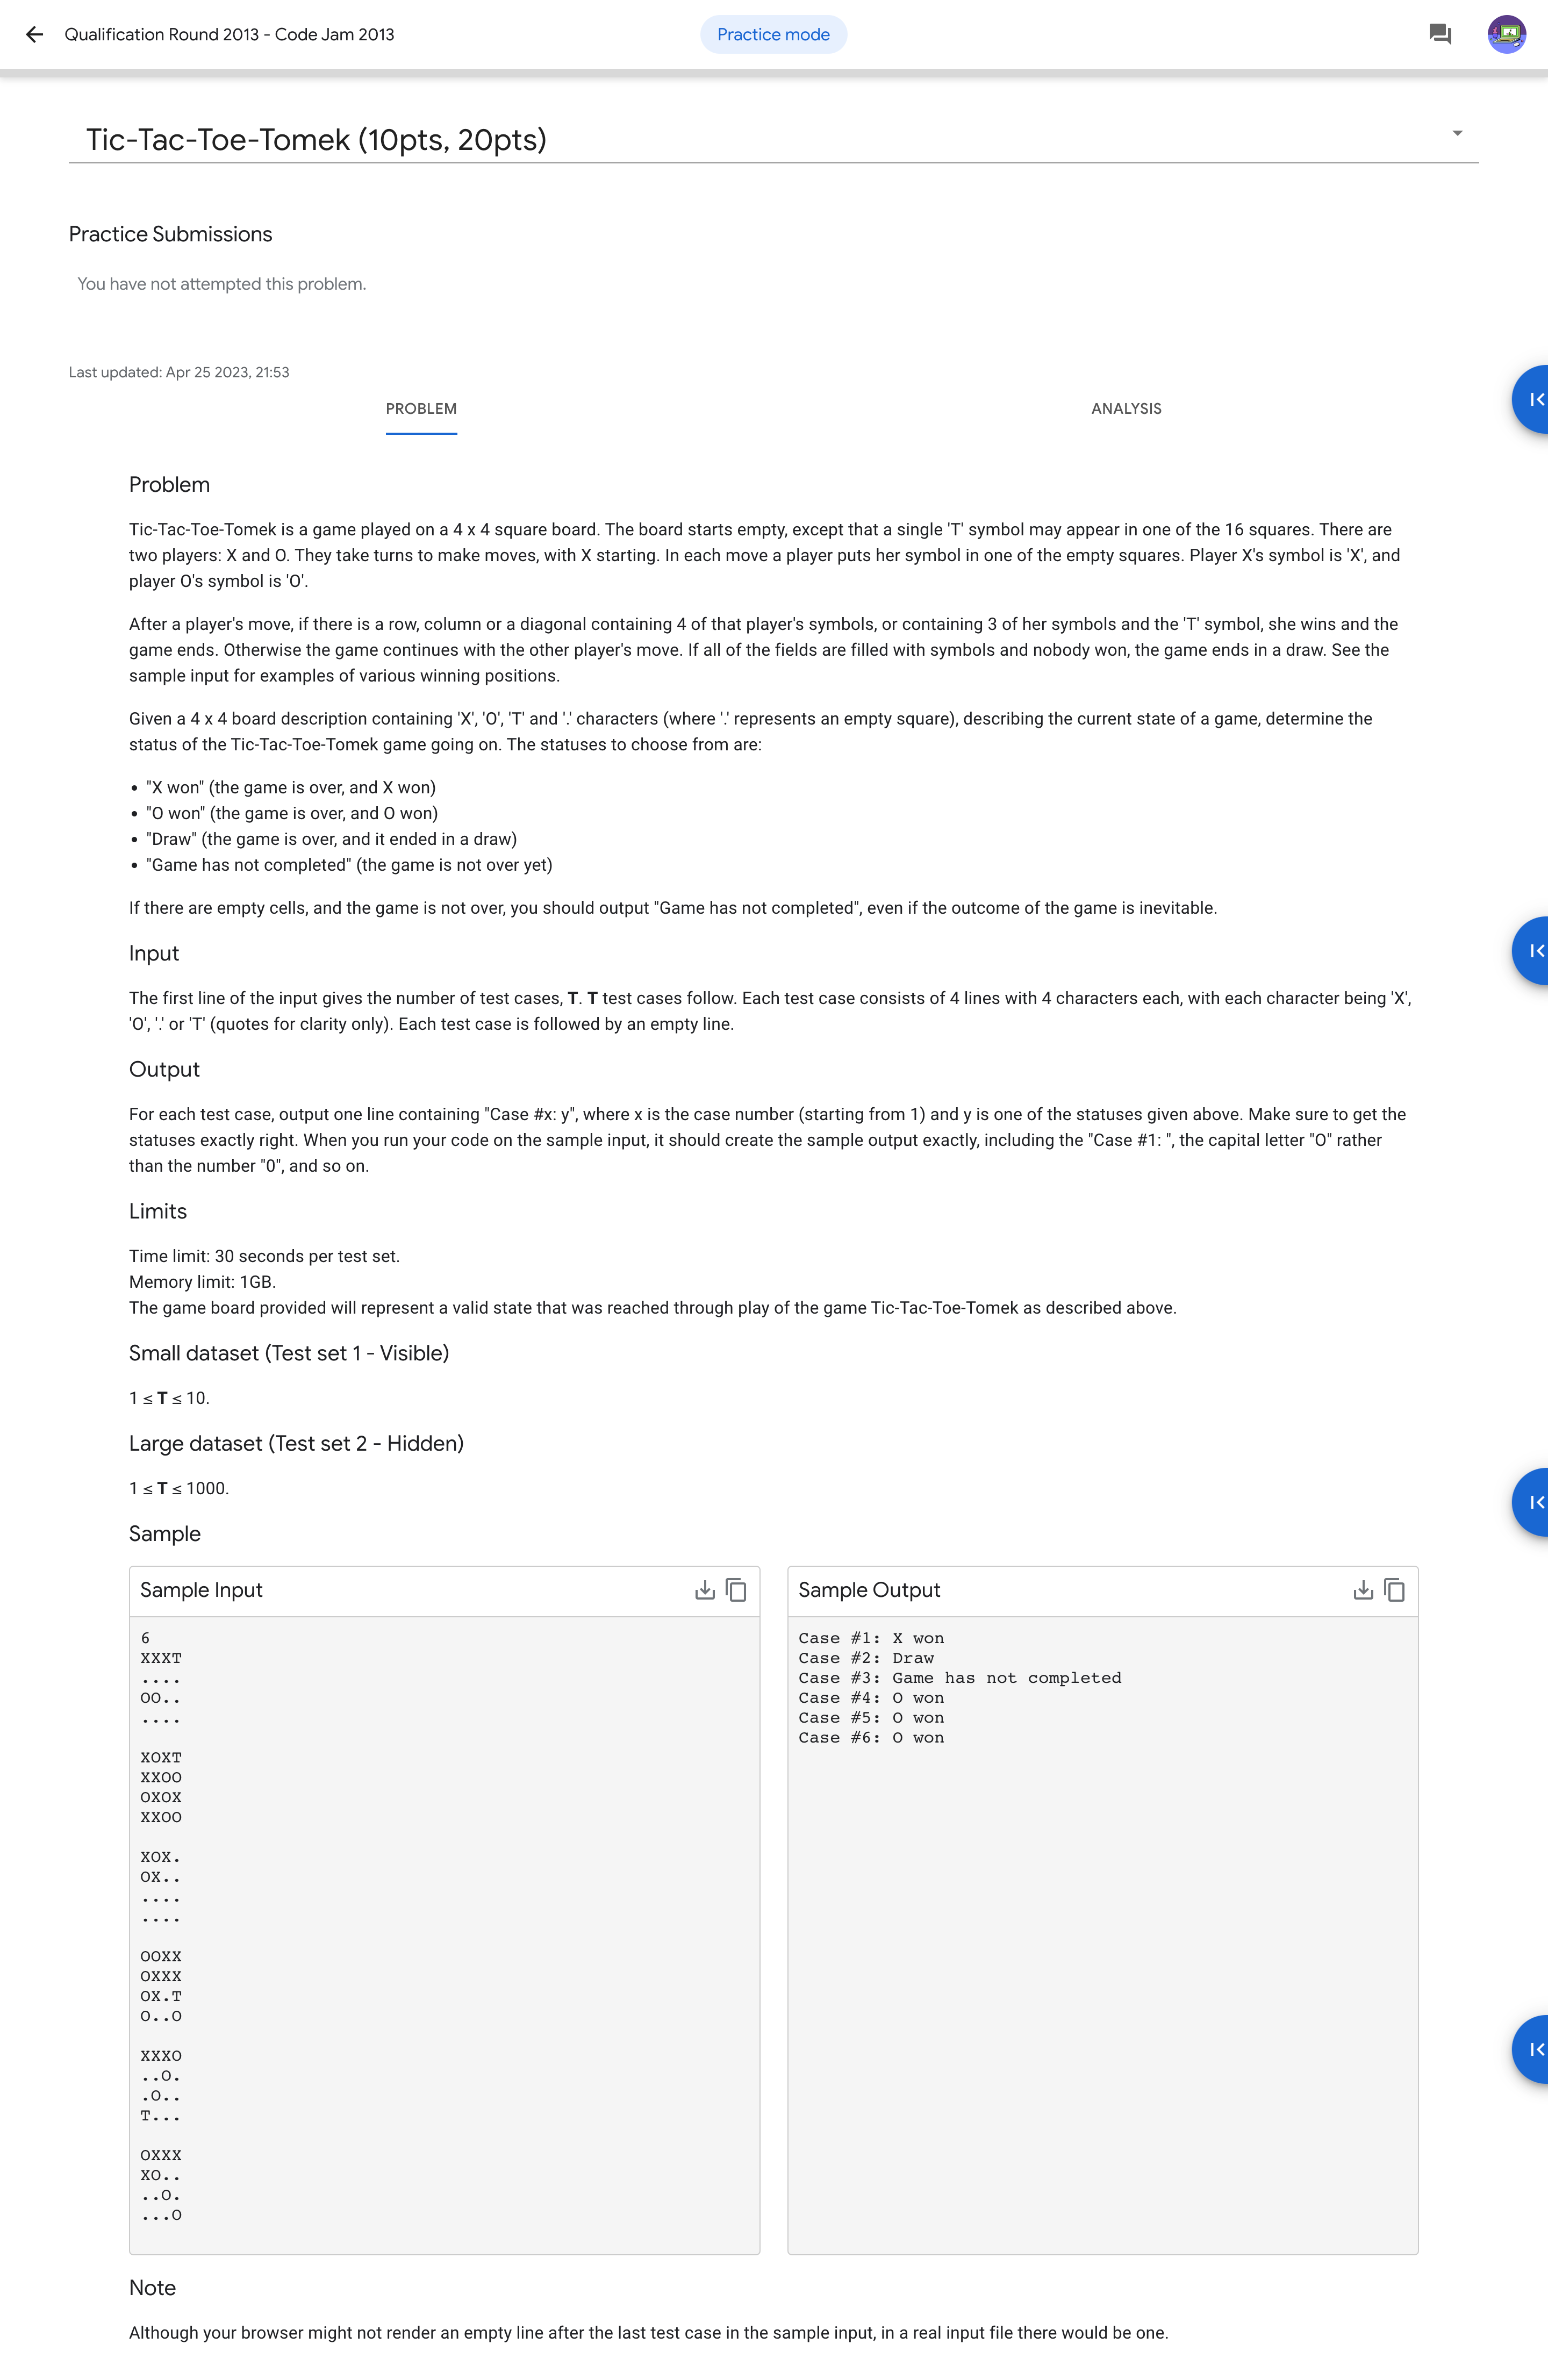 Qualification Round 2013 - Code Jam 2013
Practice mode
Tic-Tac-Toe-Tomek (10pts, 20pts)
Practice Submissions
You have not attempted this problem.
Last updated: Apr 25 2023, 21:53
PROBLEM
ANALYSIS
Problem
Tic-Tac-Toe-Tomek is a game played on a 4 x 4 square board. The board starts empty, except that a single 'T' symbol may appear in one of the 16 squares. There are
two players: X and O. They take turns to make moves, with X starting. In each move a player puts her symbol in one of the empty squares. Player X's symbol is 'X', and
player O's symbol is 'O'.
After a player's move, if there is a row, column or a diagonal containing 4 of that player's symbols, or containing 3 of her symbols and the 'T' symbol, she wins and the
game ends. Otherwise the game continues with the other player's move. If all of the fields are filled with symbols and nobody won, the game ends in a draw. See the
sample input for examples of various winning positions.
Given a 4 x 4 board description containing 'X', 'O', 'T' and '.' characters (where '.' represents an empty square), describing the current state of a game, determine the
status of the Tic-Tac-Toe-Tomek game going on. The statuses to choose from are:
• "X won" (the game is over, and X won)
• "O won" (the game is over, and O won)
• "Draw" (the game is over, and it ended in a draw)
• "Game has not completed" (the game is not over yet)
If there are empty cells, and the game is not over, you should output "Game has not completed", even if the outcome of the game is inevitable.
Input
The first line of the input gives the number of test cases, T. T test cases follow. Each test case consists of 4 lines with 4 characters each, with each character being 'X',
'O', '.' or 'T' (quotes for clarity only). Each test case is followed by an empty line.
Output
For each test case, output one line containing "Case #x: y", where x is the case number (starting from 1) and y is one of the statuses given above. Make sure to get the
statuses exactly right. When you run your code on the sample input, it should create the sample output exactly, including the "Case #1: ", the capital letter "O" rather
than the number "0", and so on.
Limits
Time limit: 30 seconds per test set.
Memory limit: 1GB.
The game board provided will represent a valid state that was reached through play of the game Tic-Tac-Toe-Tomek as described above.
Small dataset (Test set 1 - Visible)
1 ≤ T ≤ 10.
Large dataset (Test set 2 - Hidden)
1 ≤ T ≤ 1000.
Sample
Sample Input
6
XXXT
....
OO..
....

XOXT
XXOO
OXOX
XXOO

XOX.
OX..
....
....

OOXX
OXXX
OX.T
O..O

XXXO
..O.
.O..
T...

OXXX
XO..
..O.
...O
Sample Output
Case #1: X won
Case #2: Draw
Case #3: Game has not completed
Case #4: O won
Case #5: O won
Case #6: O won
Note
Although your browser might not render an empty line after the last test case in the sample input, in a real input file there would be one.